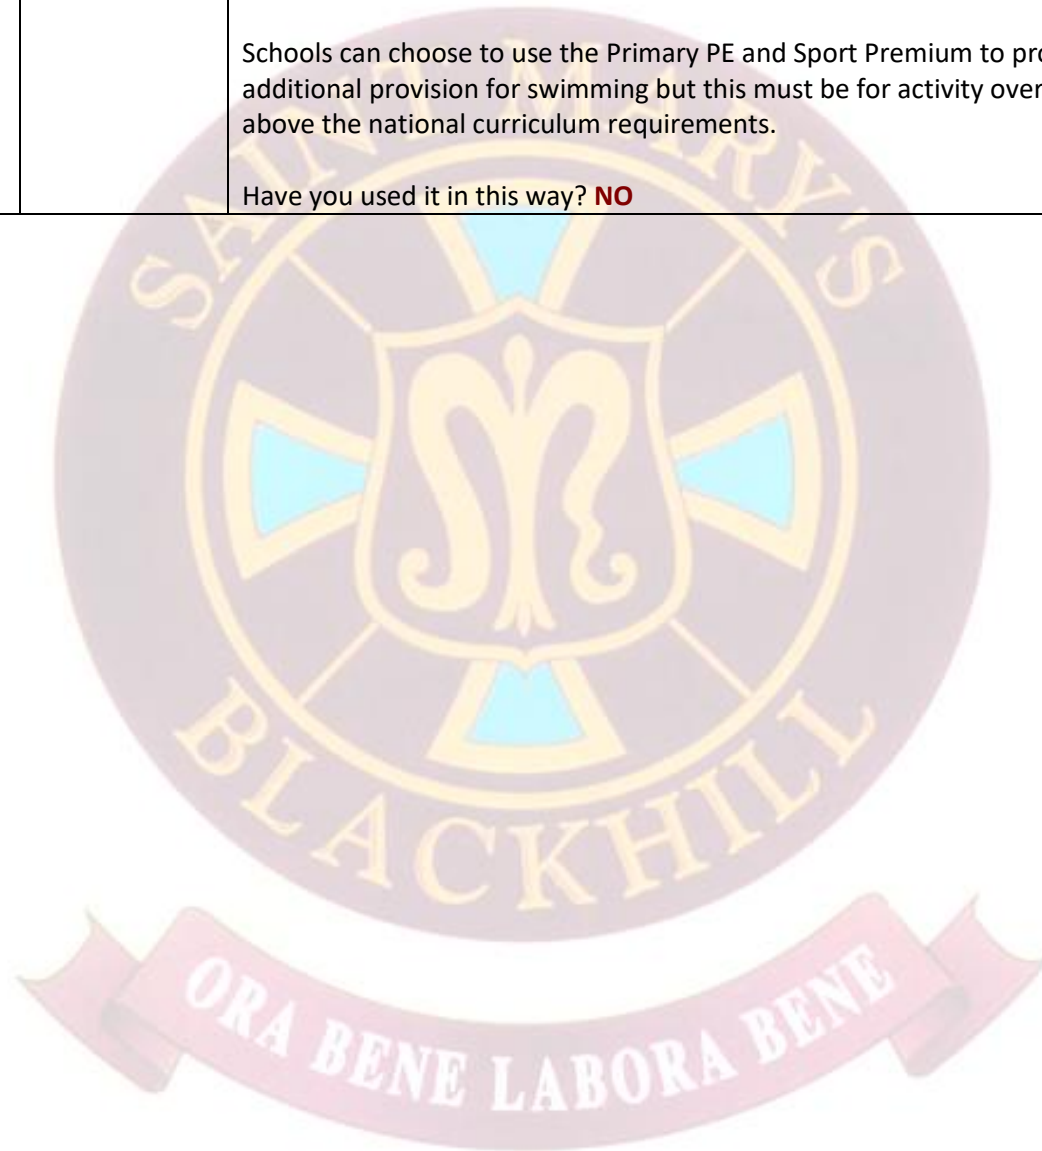 Schools can choose to use the Primary PE and Sport Premium to pro
additional provision for swimming but this must be for activity over
above the national curriculum requirements.
Have you used it in this way? NO
SAINT MARY'S
BLACKHILL
ORA BENE LABORA BENE